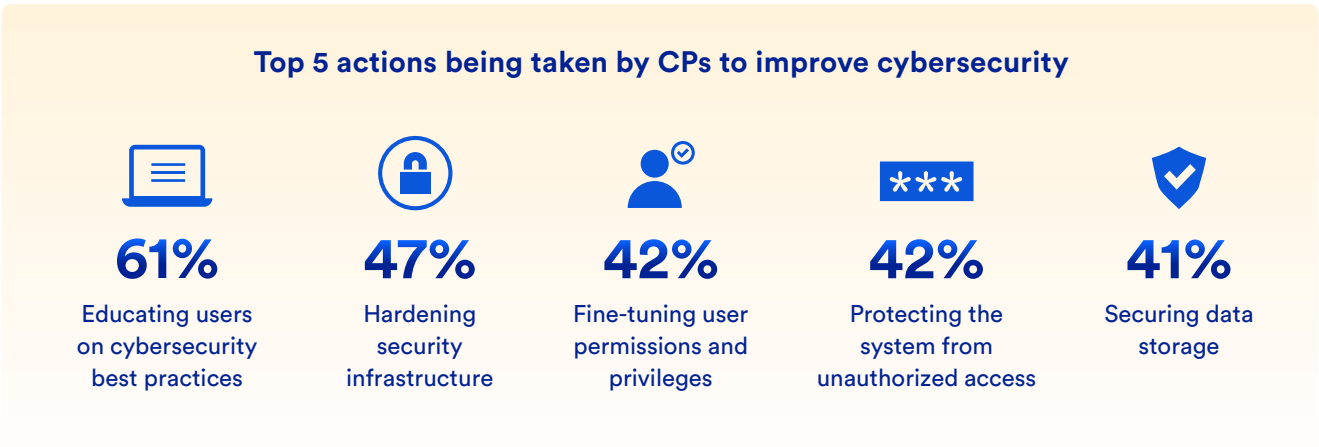 Top 5 actions being taken by CPs to improve cybersecurity
***
61%
47%
42%
42%
41%
Educating users
on cybersecurity
best practices
Hardening
security
infrastructure
Fine-tuning user
permissions and
privileges
Protecting the
system from
unauthorized access
Securing data
storage